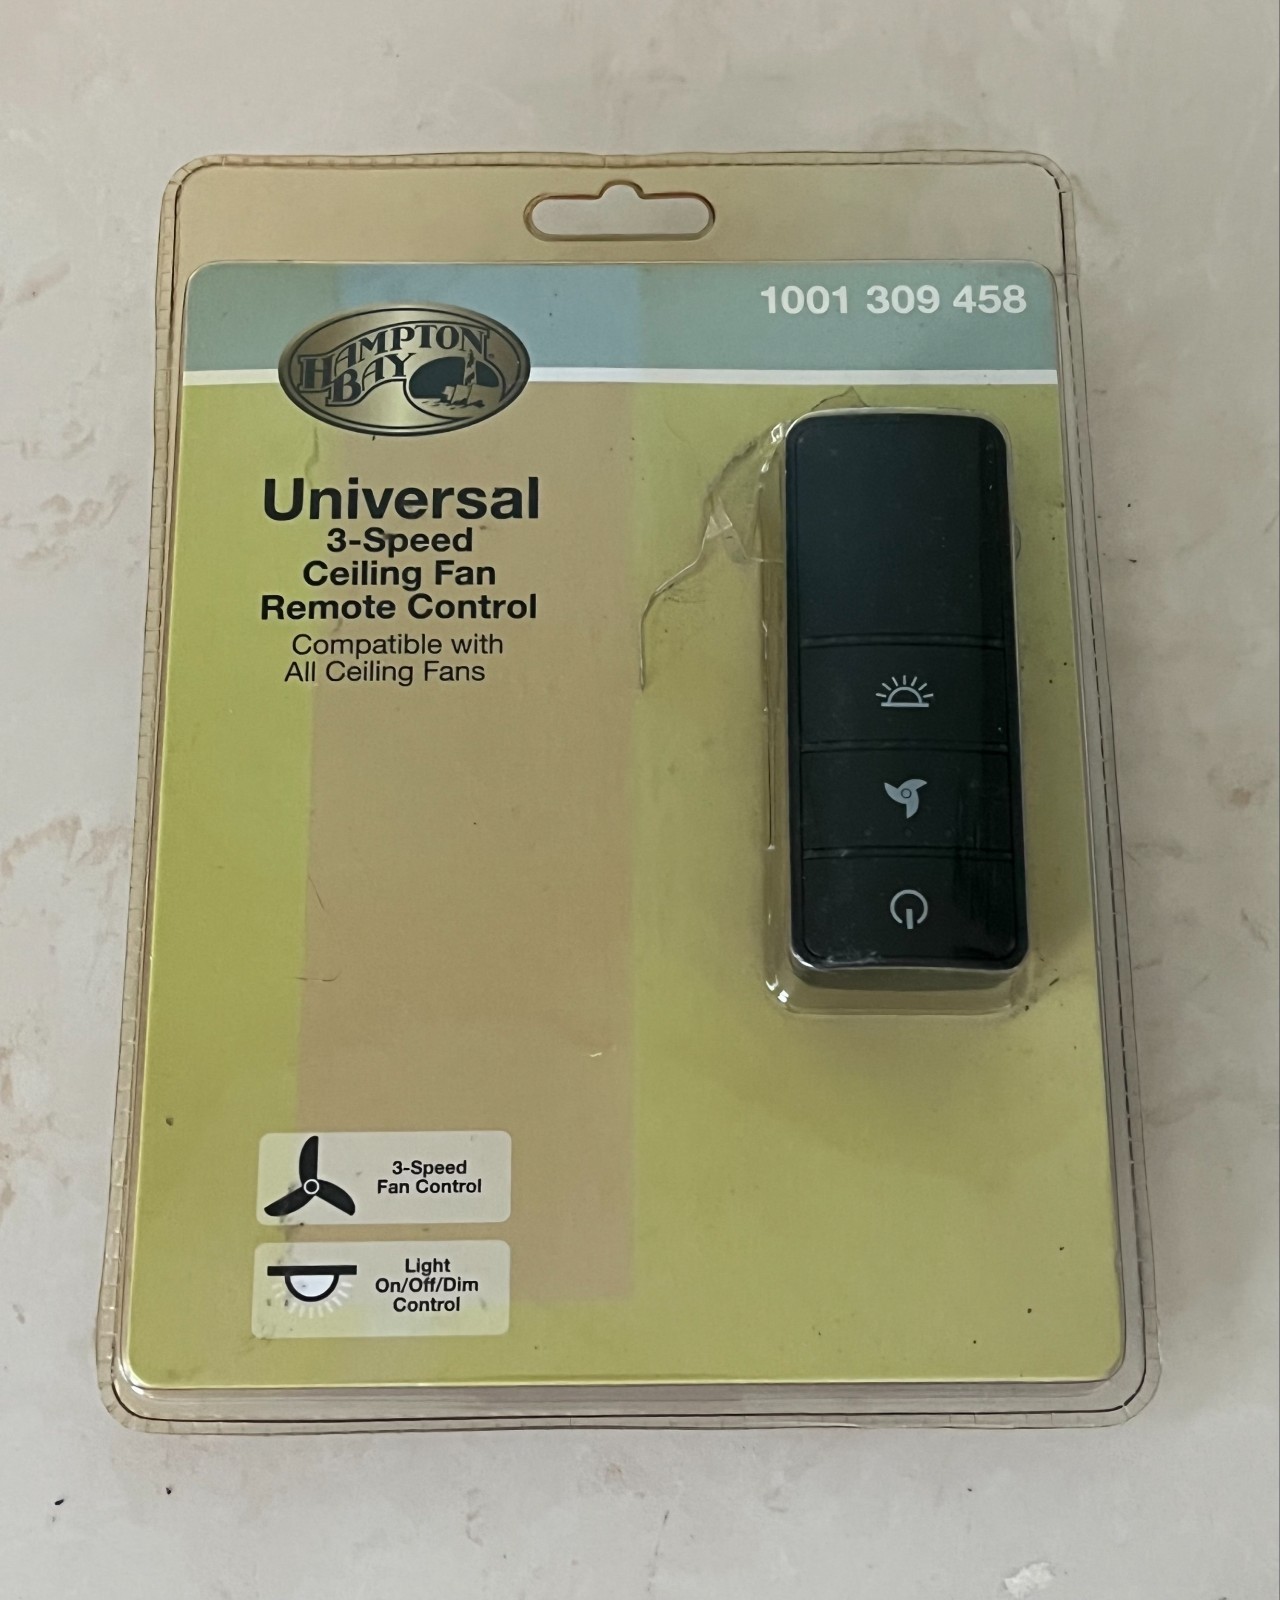 1001 309 458
HAMPTON
BAY
Universal
3-Speed
Ceiling Fan
Remote Control
Compatible with
All Ceiling Fans
3-Speed
Fan Control
Light
On/Off/Dim
Control